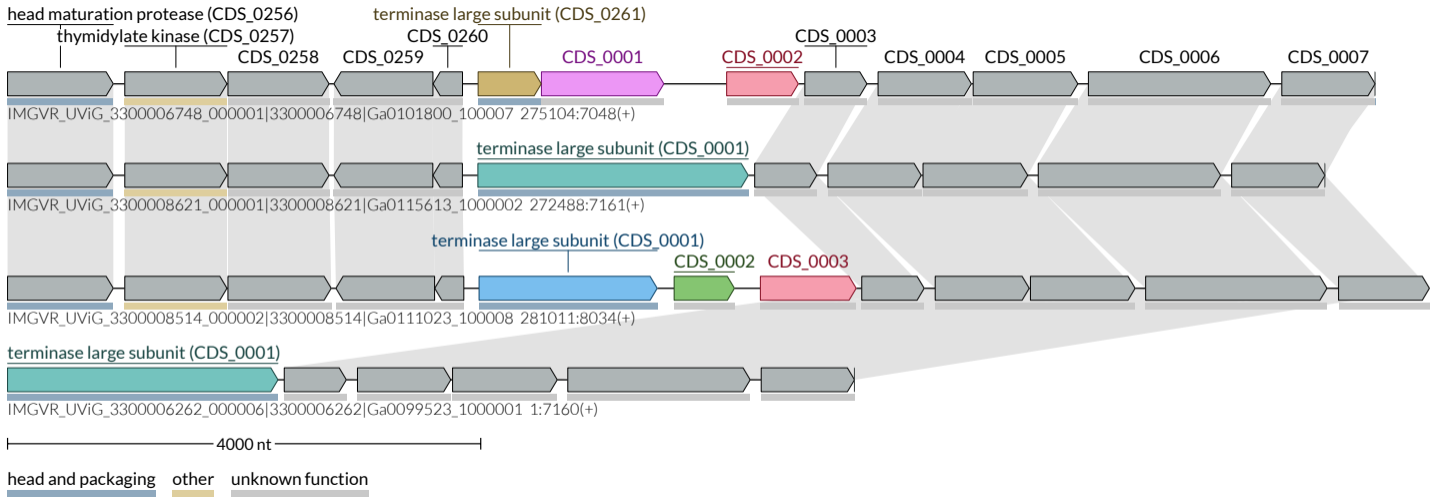 head maturation protease (CDS_0256)
terminase large subunit (CDS_0261)
thymidylate kinase (CDS_0257)
CDS_0260
CDS_0003
CDS_0258
CDS_0259
CDS_0001
CDS_0002
CDS_0004
CDS_0005
CDS_0006
CDS_0007
IMGVR_UViG_3300006748_000001|3300006748|Ga0101800_100007 275104:7048(+)
terminase large subunit (CDS_0001)
IMGVR_UViG_3300008621_000001|3300008621|Ga0115613_1000002 272488:7161(+)
terminase large subunit (CDS_0001)
CDS_0002
CDS_0003
IMGVR_UViG_3300008514_000002|3300008514|Ga0111023_100008 281011:8034(+)
terminase large subunit (CDS_0001)
IMGVR_UViG_3300006262_000006|3300006262|Ga0099523_1000001 1:7160(+)
4000 nt
head and packaging
other
unknown function